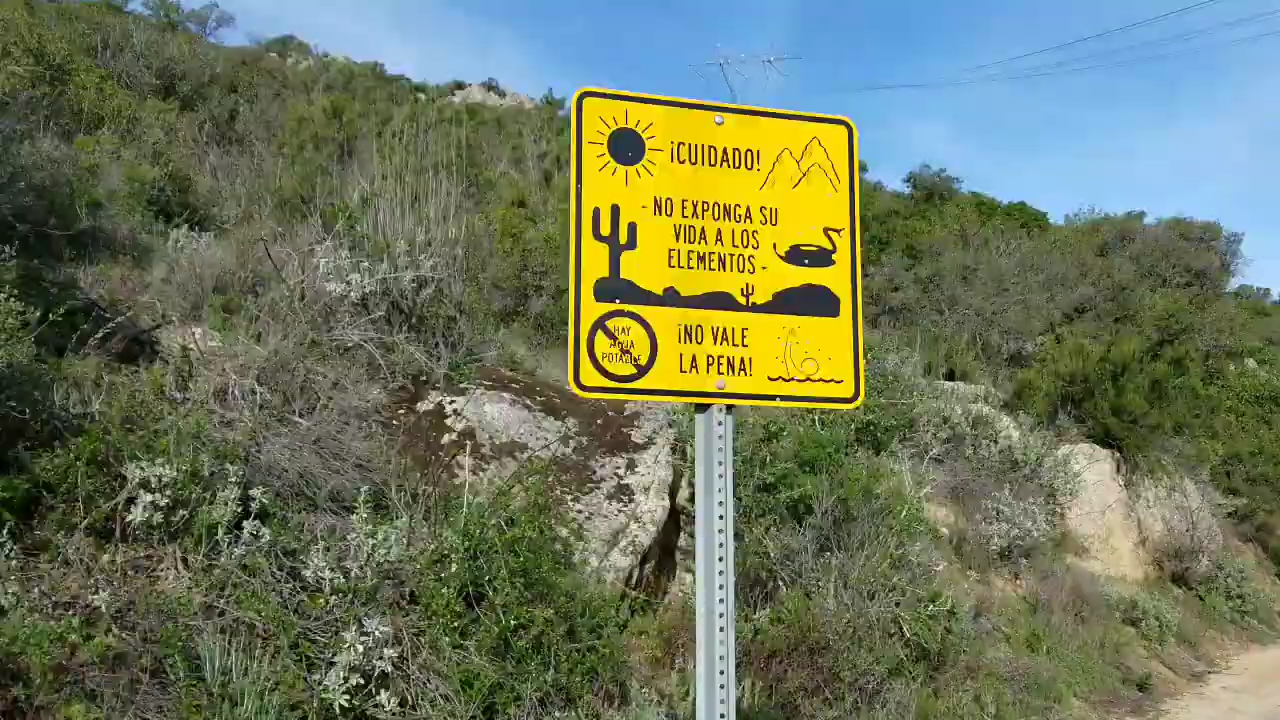 ¡CUIDADO!
- NO EXPONGA SU
VIDA A LOS
ELEMENTOS -
HAY
AGUA
POTABLE
¡NO VALE
LA PENA!